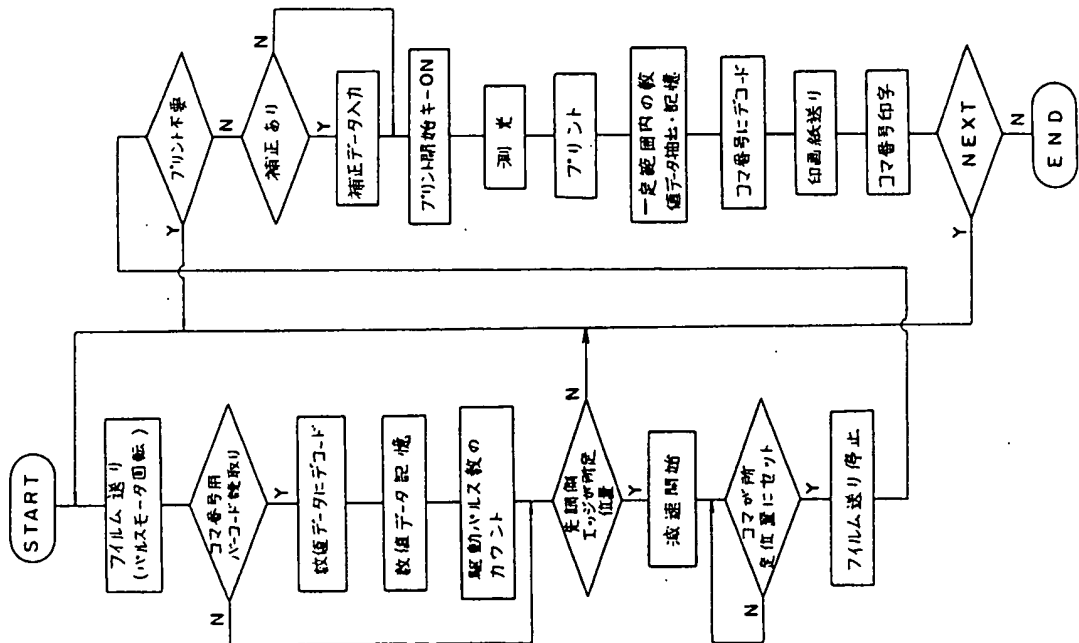 START
フィルム送り
(パルスモータ回転)
コマ番号用
バーコード読取り
N
Y
数値データにデコード
数値データ記憶
駆動パルス数の
カウント
先頭側
エッジが所定
位置
N
Y
減速開始
コマが所
定位置にセット
N
Y
フィルム送り停止
プリント不要
Y
N
補正あり
N
Y
補正データ入力
プリント開始キーON
測光
プリント
一定範囲内の数
値データ抽出・記憶
コマ番号にデコード
印画紙送り
コマ番号印字
NEXT
Y
N
END